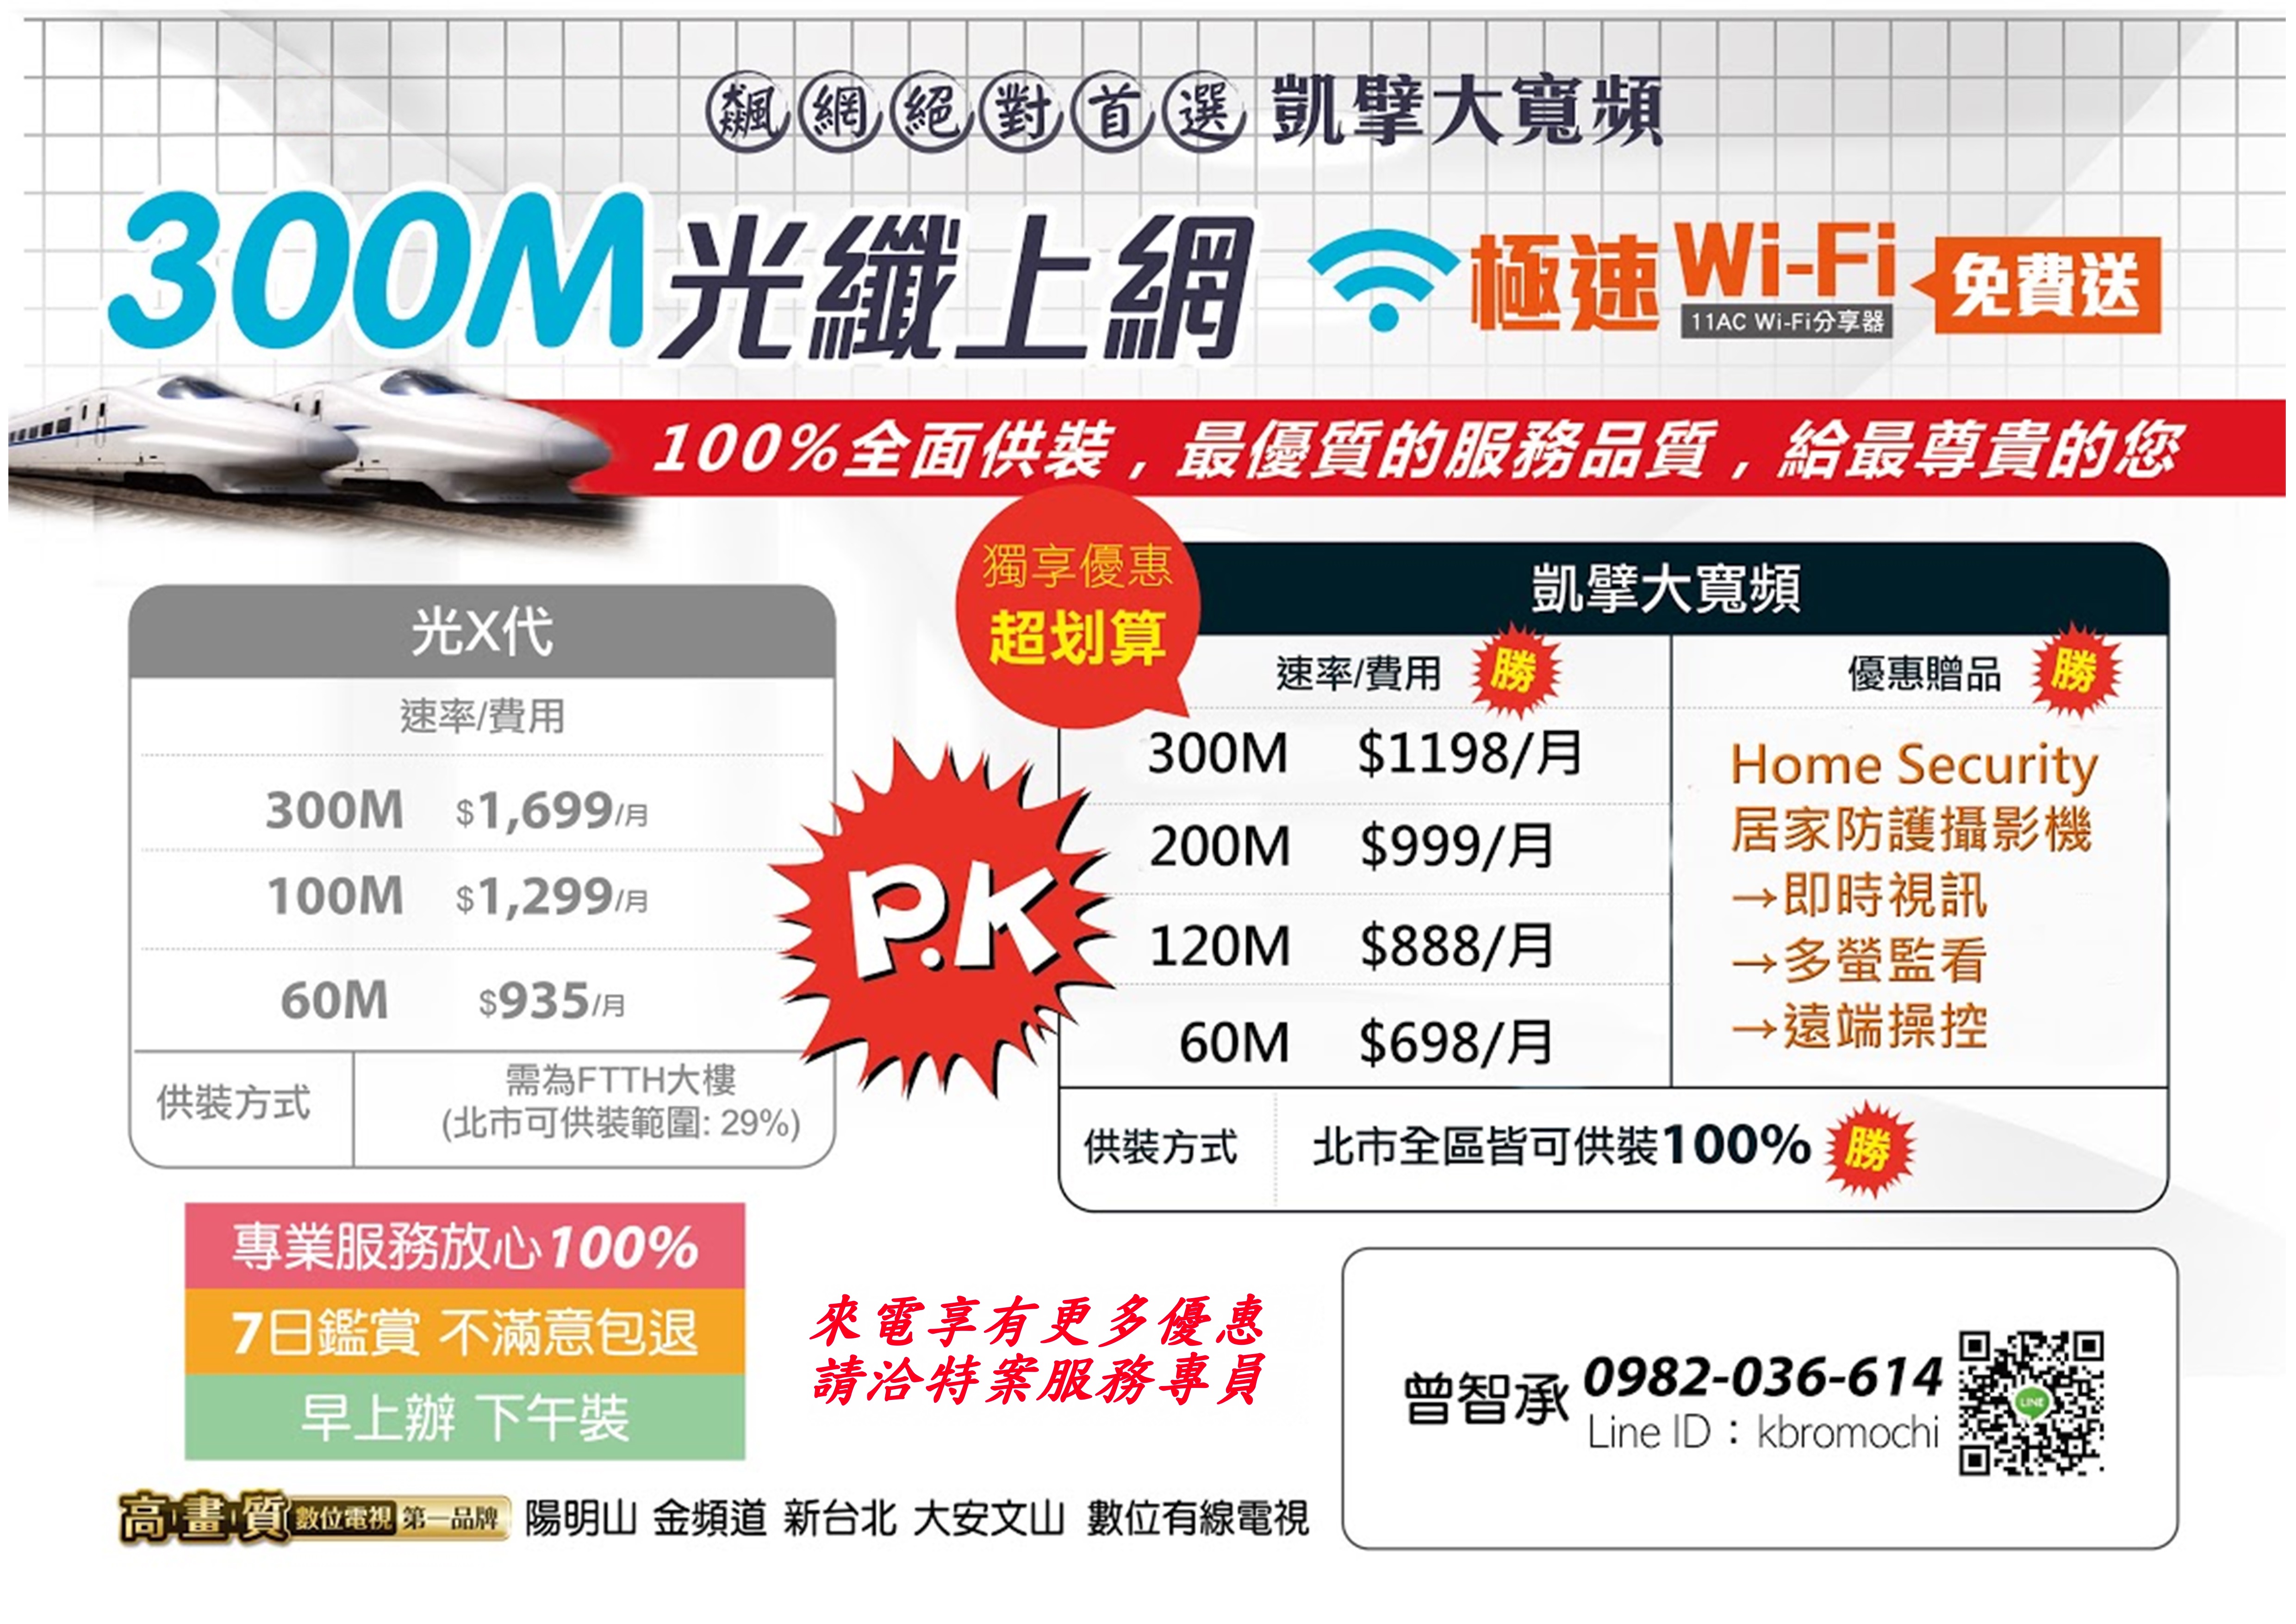 飆網絕對首選 凱擘大寬頻
300M光纖上網
極速Wi-Fi
11AC Wi-Fi分享器
免費送
100%全面供裝，最優質的服務品質，給最尊貴的您
光X代
速率/費用
300M $1,699/月
100M $1,299/月
60M $935/月
供裝方式
需為FTTH大樓
(北市可供裝範圍: 29%)
P.K
獨享優惠
超划算
凱擘大寬頻
速率/費用 勝
300M $1198/月
200M $999/月
120M $888/月
60M $698/月
優惠贈品 勝
Home Security
居家防護攝影機
→即時視訊
→多螢監看
→遠端操控
供裝方式 北市全區皆可供裝100% 勝
專業服務放心100%
7日鑑賞 不滿意包退
早上辦 下午裝
來電享有更多優惠
請洽特案服務專員
曾智承 0982-036-614
Line ID：kbromochi
LINE
高畫質 數位電視 第一品牌 陽明山 金頻道 新台北 大安文山 數位有線電視